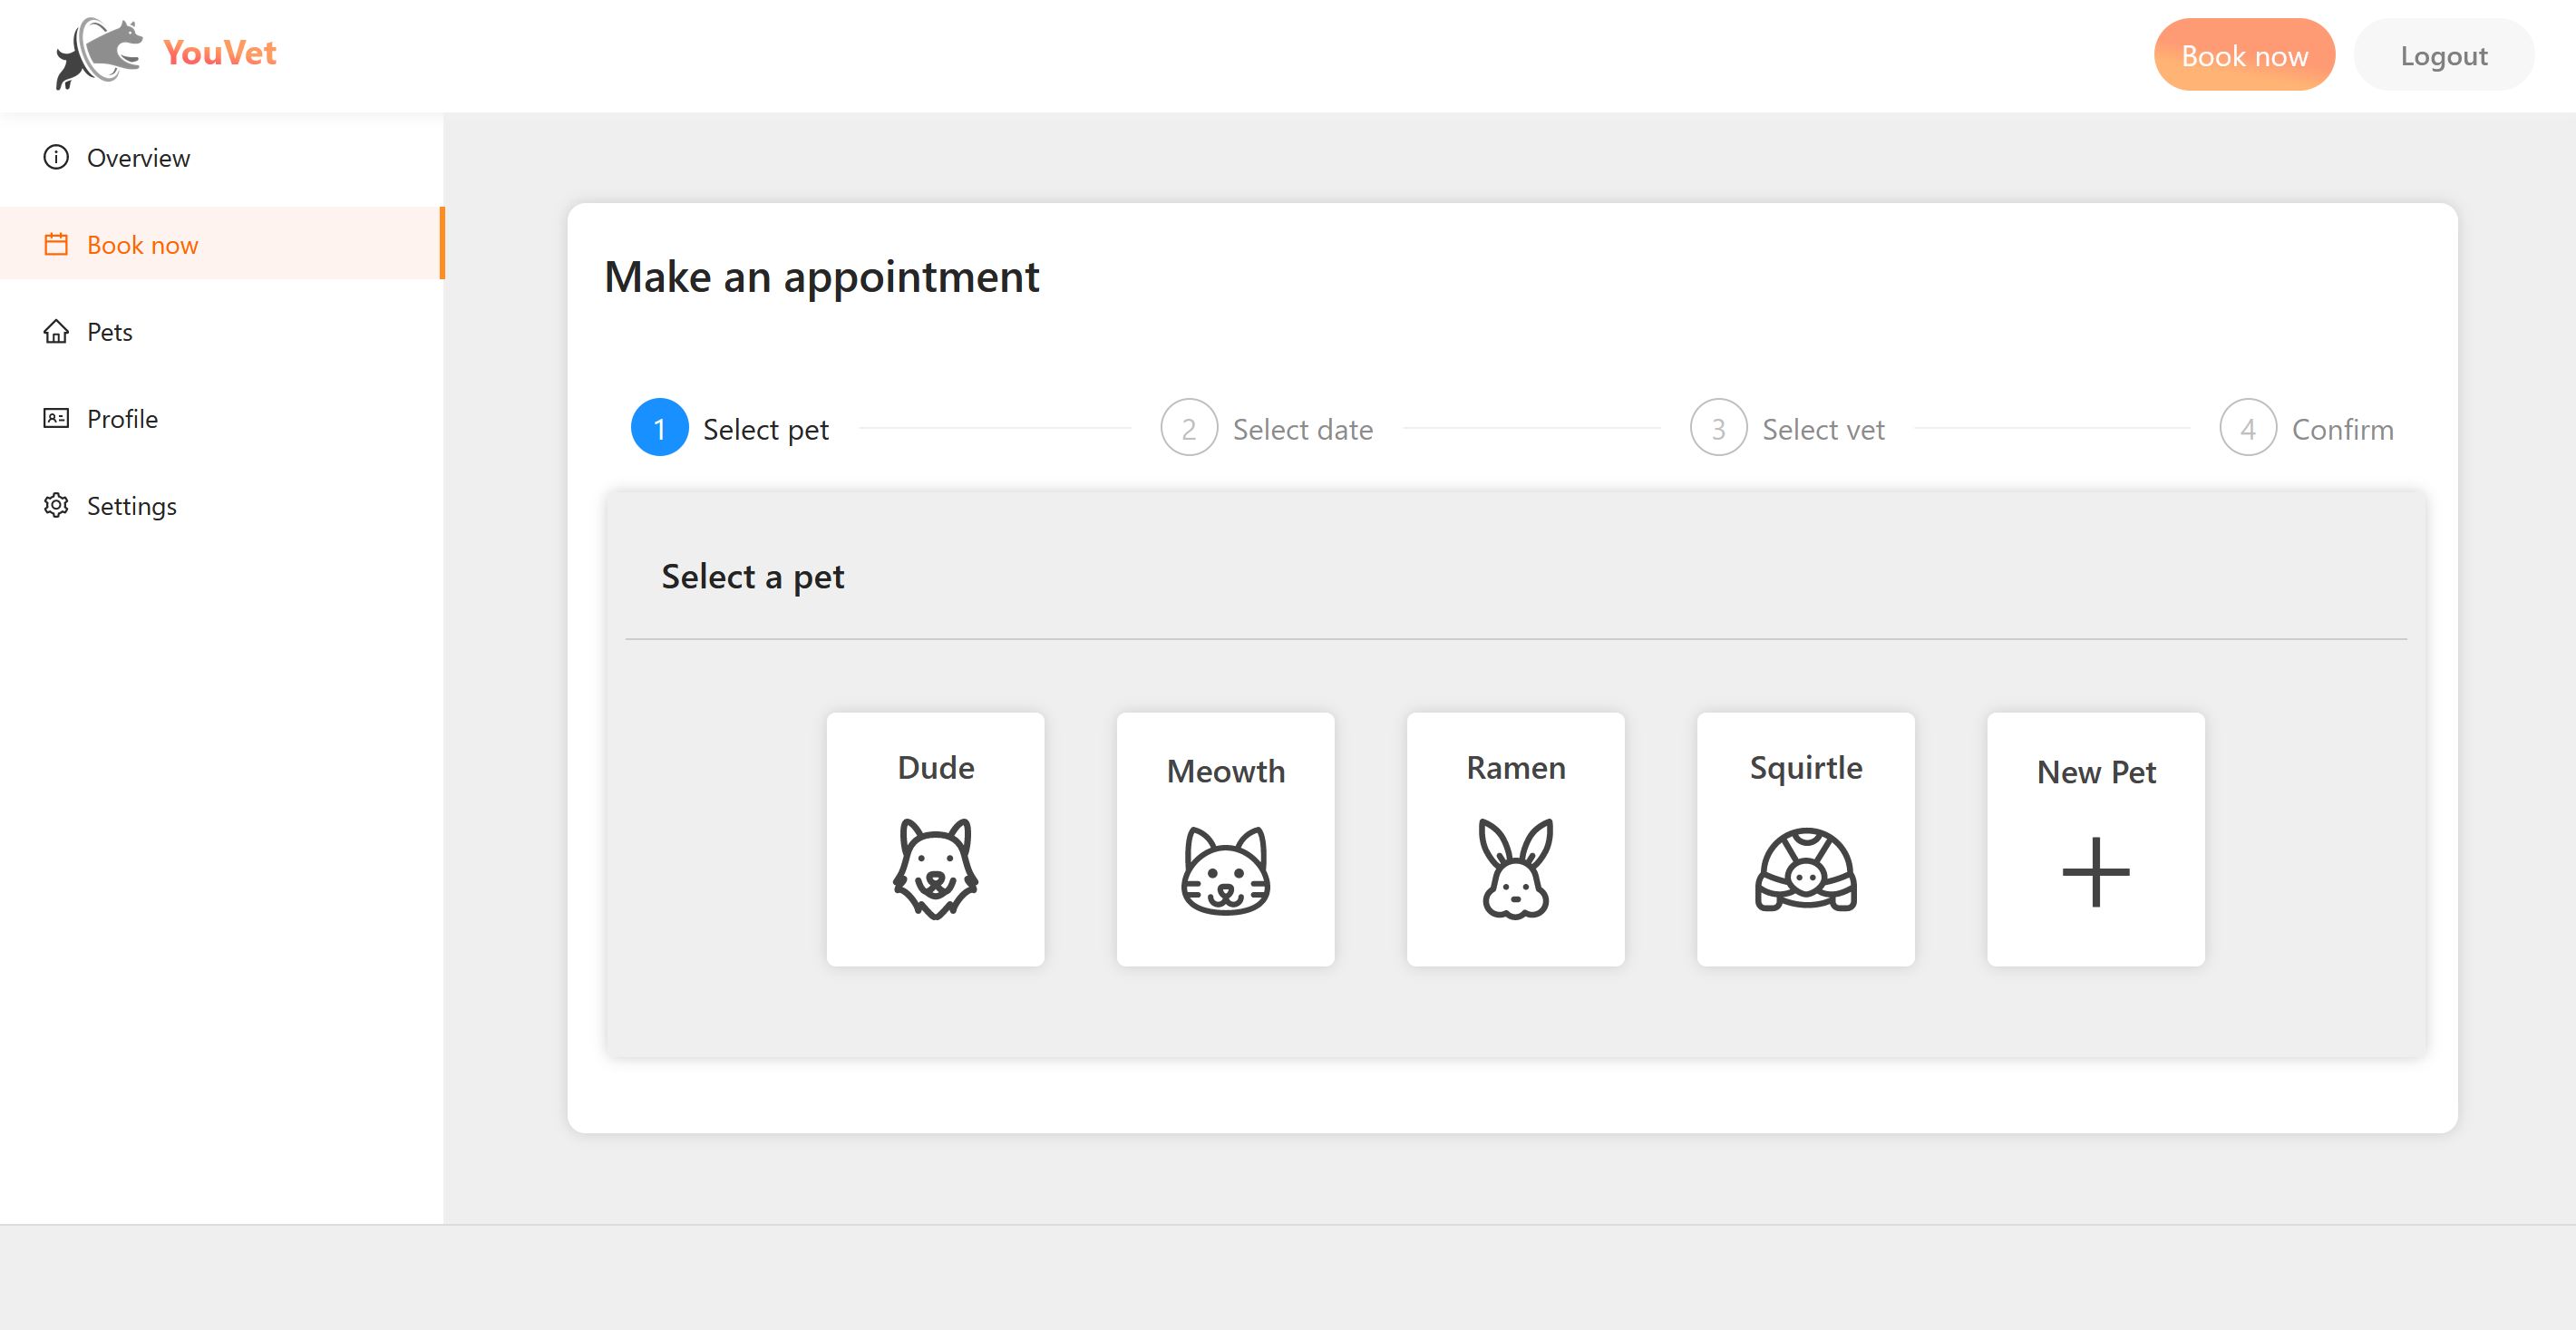 YouVet
Book now
Logout
Overview
Book now
Pets
Profile
Settings
Make an appointment
1 Select pet
2 Select date
3 Select vet
4 Confirm
Select a pet
Dude
Meowth
Ramen
Squirtle
New Pet